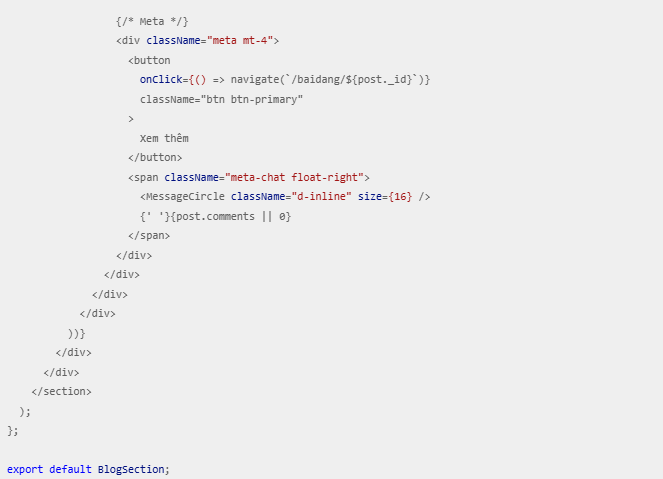 {/* Meta */}
<div className="meta mt-4">
<button
onClick={() => navigate(`/baidang/${post._id}`)}
className="btn btn-primary"
>
Xem thêm
</button>
<span className="meta-chat float-right">
<MessageCircle className="d-inline" size={16} />
{' '}{post.comments || 0}
</span>
</div>
</div>
</div>
</div>
))}
</div>
</div>
</section>
);
};
export default BlogSection;